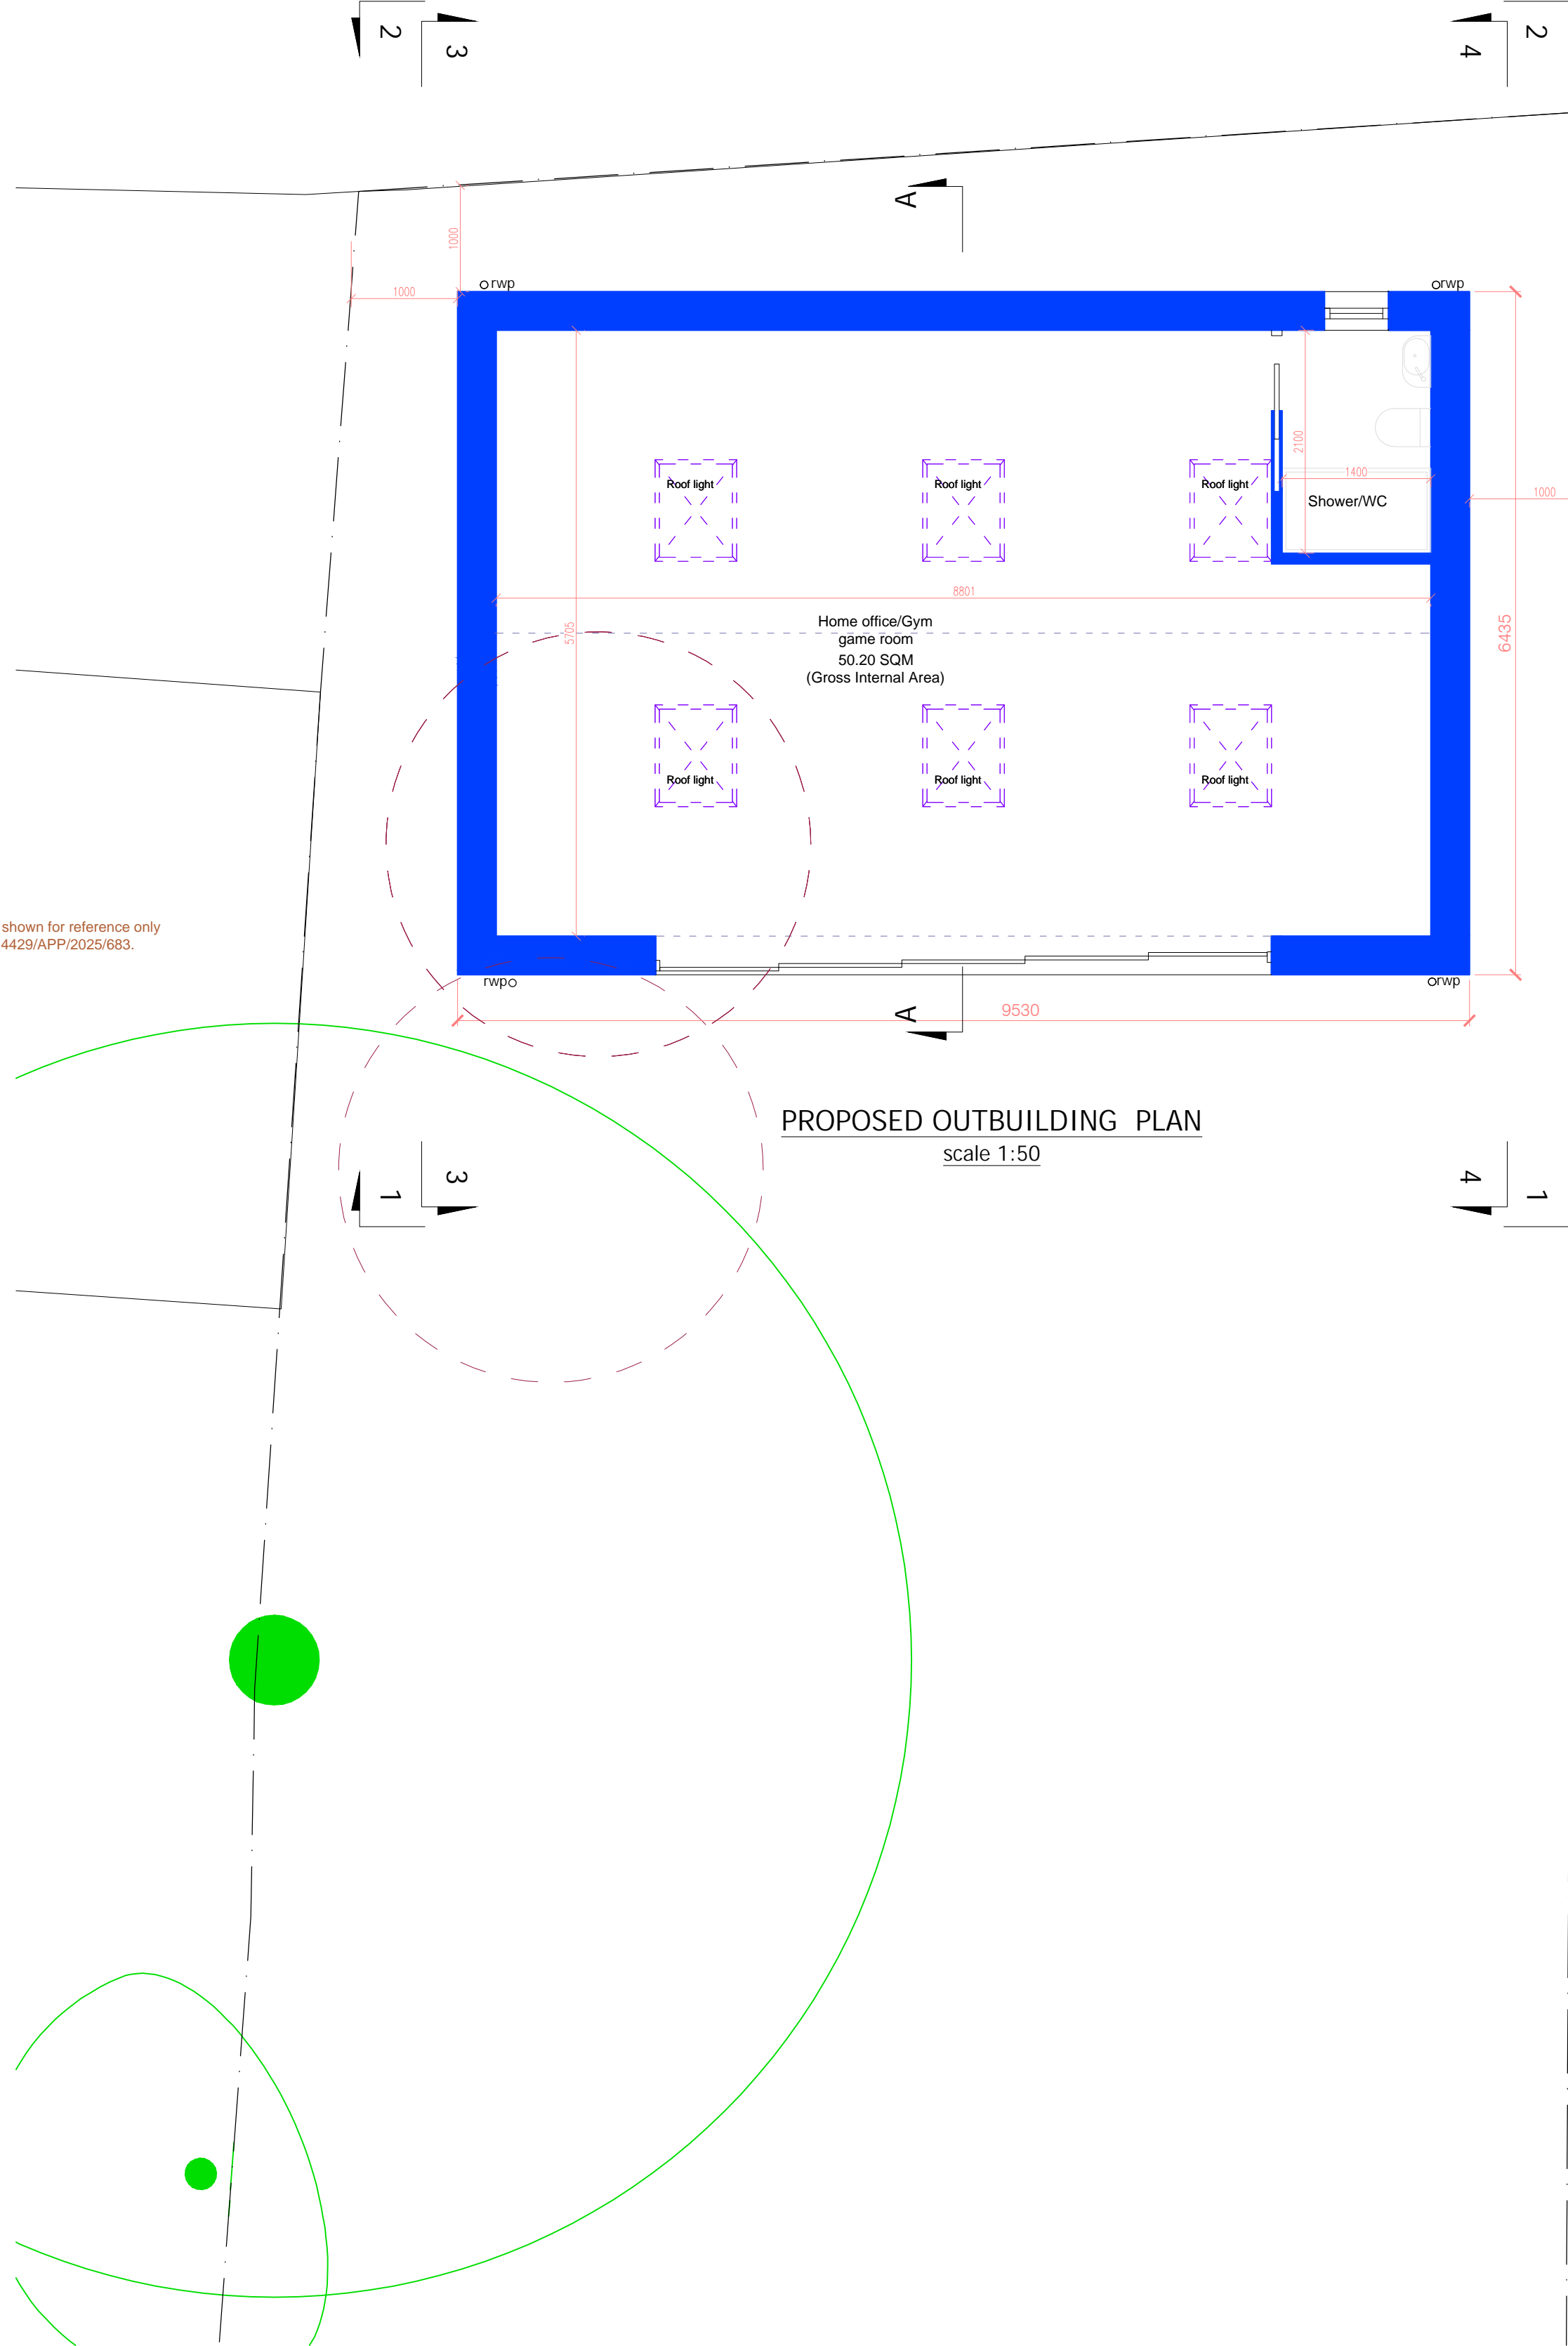 2
3
4
2
A
1000
1000
rwp
rwp
2100
1400
Shower/WC
1000
Roof light
Roof light
Roof light
8801
5705
Home office/Gym
game room
50.20 SQM
(Gross Internal Area)
6435
Roof light
Roof light
Roof light
shown for reference only
4429/APP/2025/683.
rwp
rwp
A
9530
PROPOSED OUTBUILDING PLAN
scale 1:50
1
3
4
1